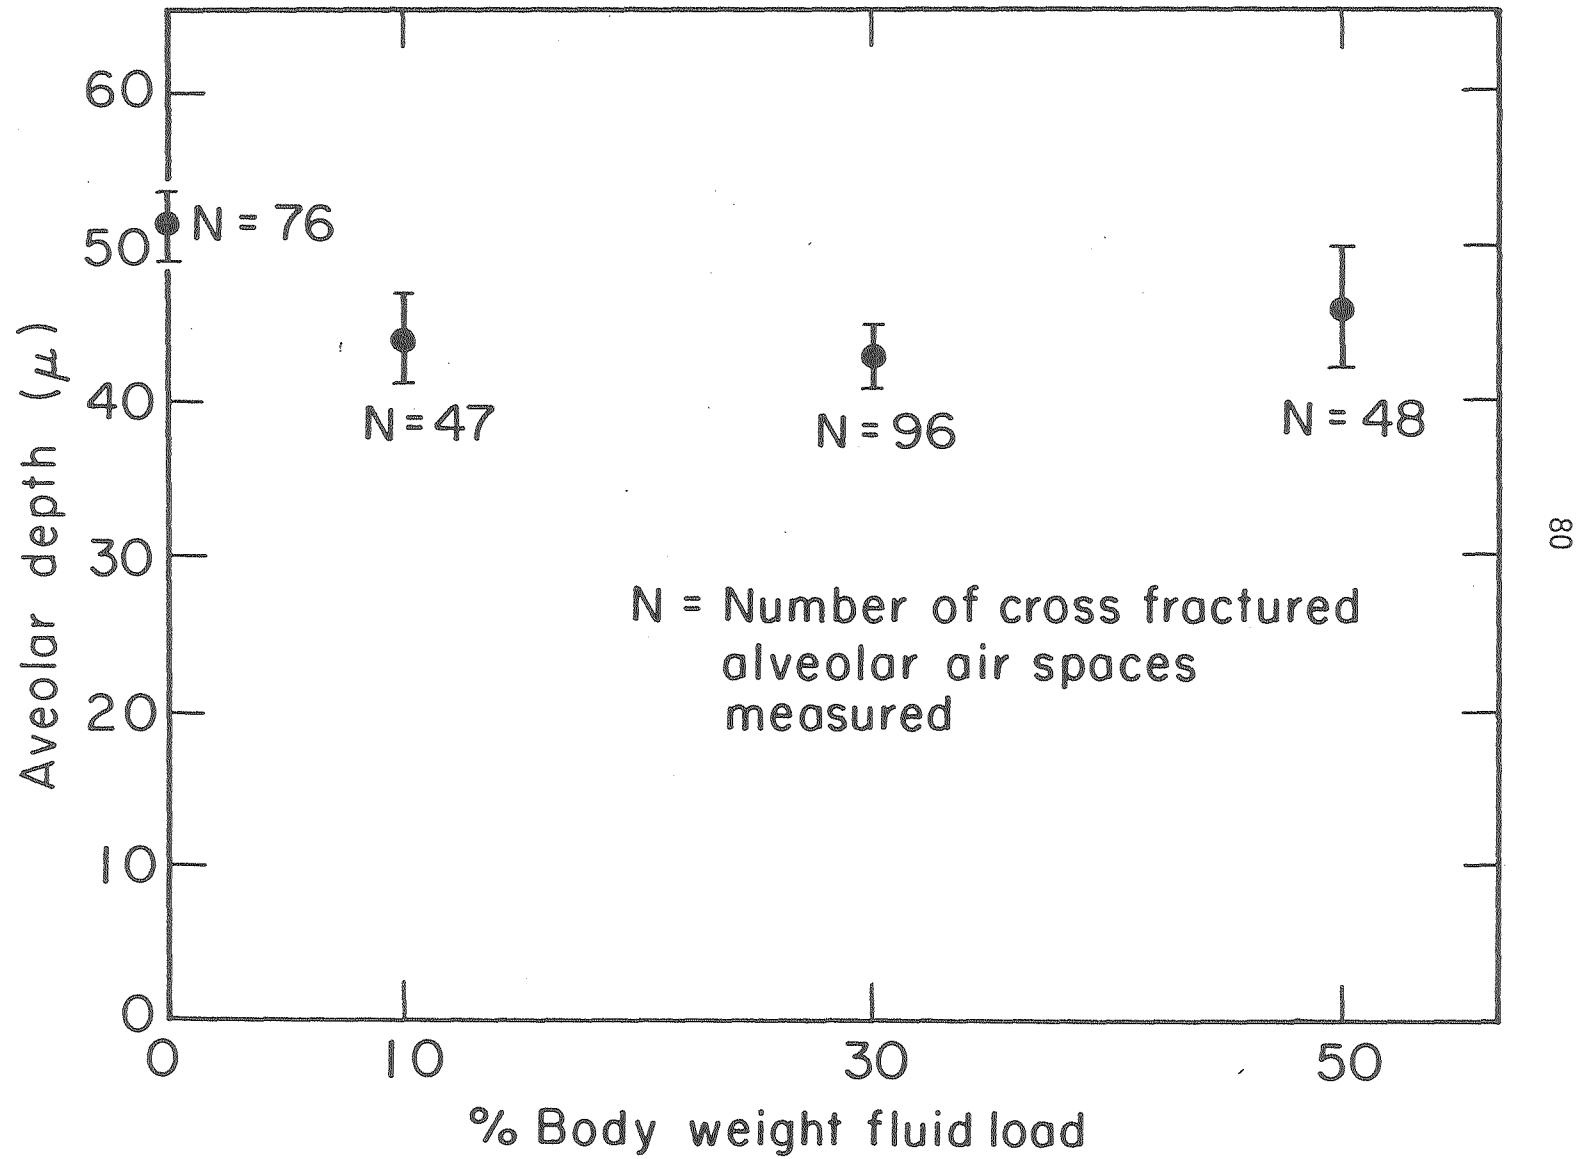 60
50
40
30
20
10
0
Aveolar depth (μ)
N = 76
N = 47
N = 96
N = 48
N = Number of cross fractured
alveolar air spaces
measured
0 10 30 50
% Body weight fluid load
80